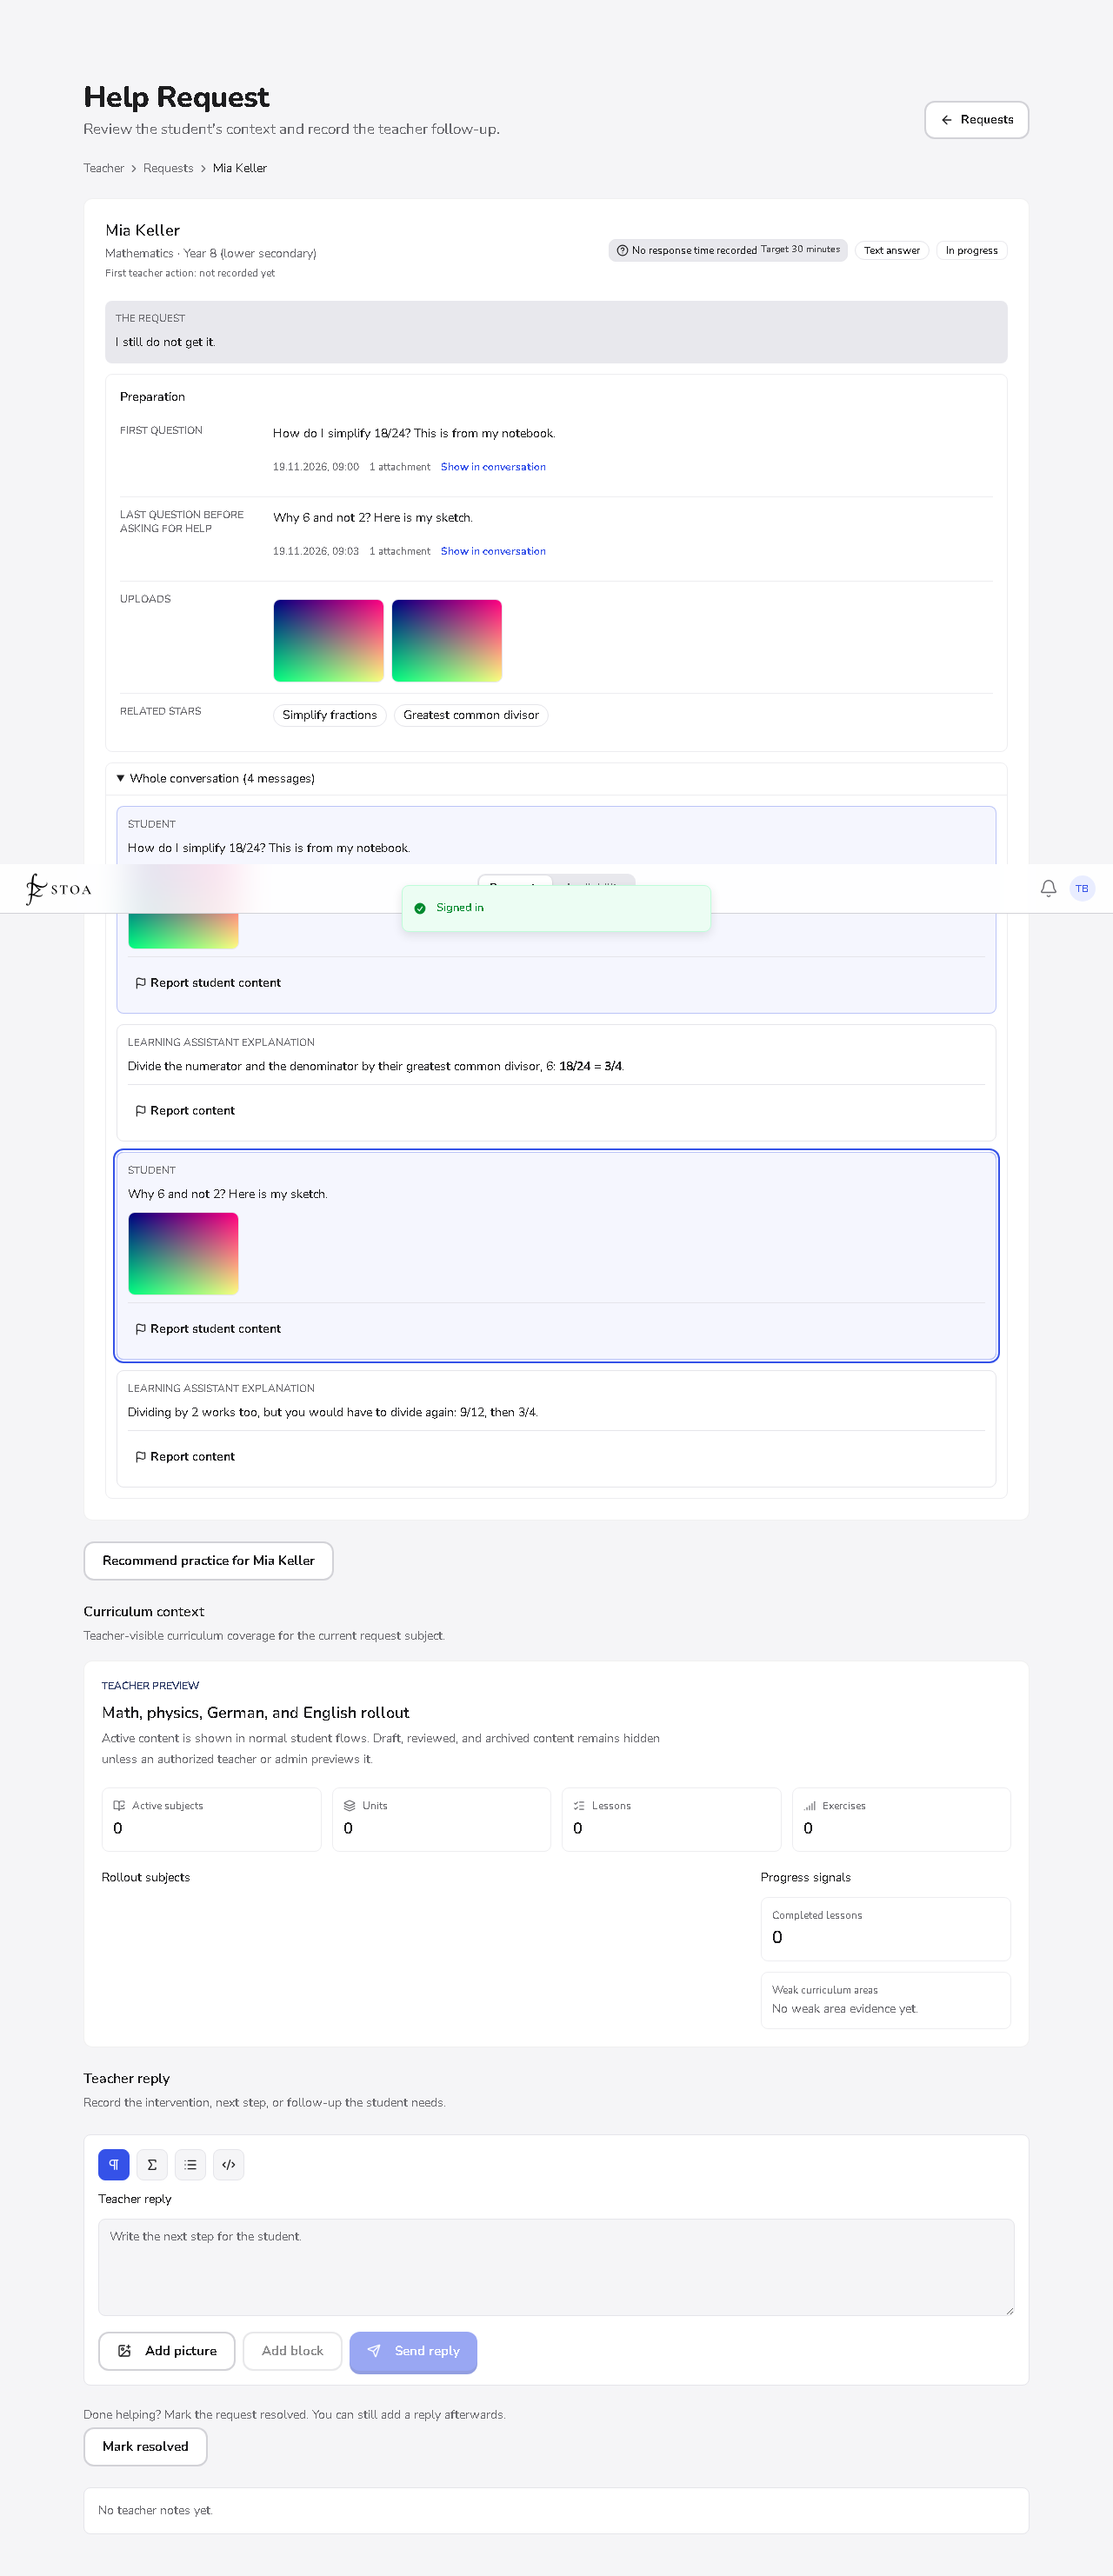 Help Request
Review the student's context and record the teacher follow-up.
Requests
Teacher > Requests > Mia Keller
Mia Keller
Mathematics · Year 8 (lower secondary)
First teacher action: not recorded yet
No response time recorded Target 30 minutes
Text answer
In progress
THE REQUEST
I still do not get it.
Preparation
FIRST QUESTION
How do I simplify 18/24? This is from my notebook.
19.11.2026, 09:00 1 attachment Show in conversation
LAST QUESTION BEFORE
ASKING FOR HELP
Why 6 and not 2? Here is my sketch.
19.11.2026, 09:03 1 attachment Show in conversation
UPLOADS
RELATED STARS
Simplify fractions
Greatest common divisor
Whole conversation (4 messages)
STUDENT
How do I simplify 18/24? This is from my notebook.
STOA
TB
Signed in
Report student content
LEARNING ASSISTANT EXPLANATION
Divide the numerator and the denominator by their greatest common divisor, 6: 18/24 = 3/4.
Report content
STUDENT
Why 6 and not 2? Here is my sketch.
Report student content
LEARNING ASSISTANT EXPLANATION
Dividing by 2 works too, but you would have to divide again: 9/12, then 3/4.
Report content
Recommend practice for Mia Keller
Curriculum context
Teacher-visible curriculum coverage for the current request subject.
TEACHER PREVIEW
Math, physics, German, and English rollout
Active content is shown in normal student flows. Draft, reviewed, and archived content remains hidden
unless an authorized teacher or admin previews it.
Active subjects
0
Units
0
Lessons
0
Exercises
0
Rollout subjects
Progress signals
Completed lessons
0
Weak curriculum areas
No weak area evidence yet.
Teacher reply
Record the intervention, next step, or follow-up the student needs.
Teacher reply
Write the next step for the student.
Add picture
Add block
Send reply
Done helping? Mark the request resolved. You can still add a reply afterwards.
Mark resolved
No teacher notes yet.